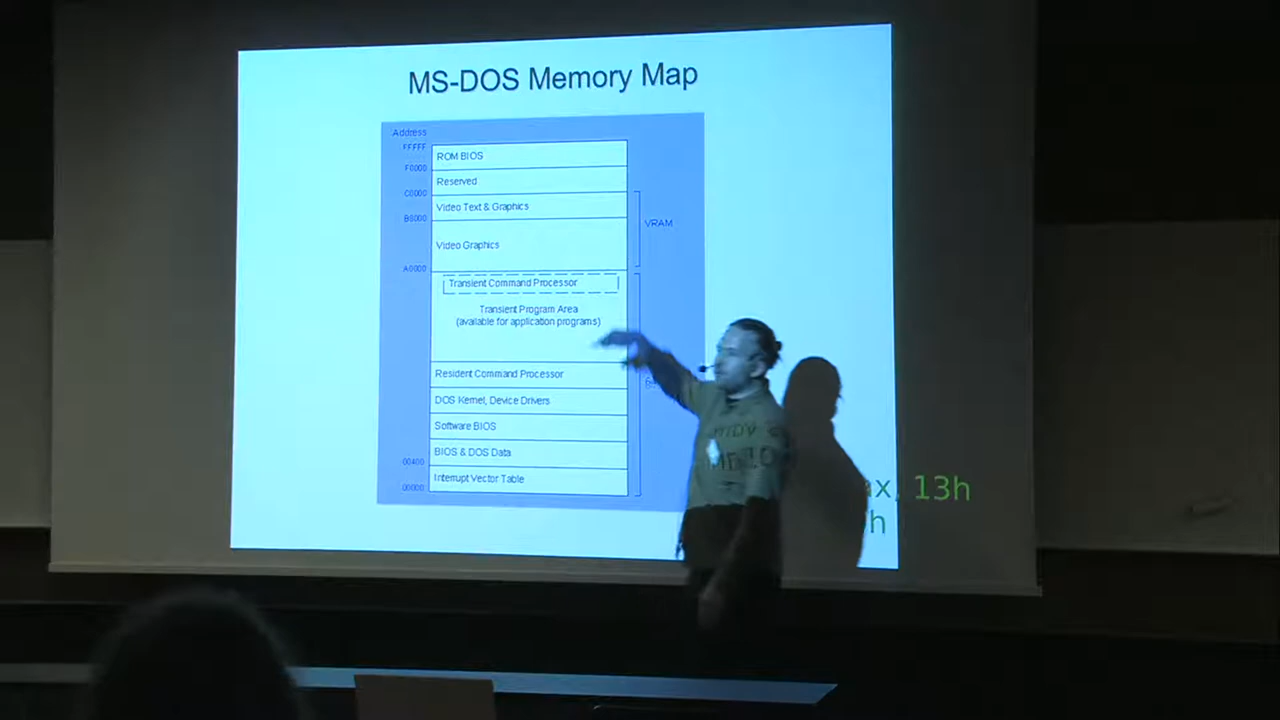 MS-DOS Memory Map
Address
FFFFF
ROM BIOS
F0000
Reserved
C0000
Video Text & Graphics
B8000
VRAM
Video Graphics
A0000
Transient Command Processor
Transient Program Area
(available for application programs)
Resident Command Processor
DOS Kernel, Device Drivers
Software BIOS
BIOS & DOS Data
00400
Interrupt Vector Table
00000
ax, 13h
h